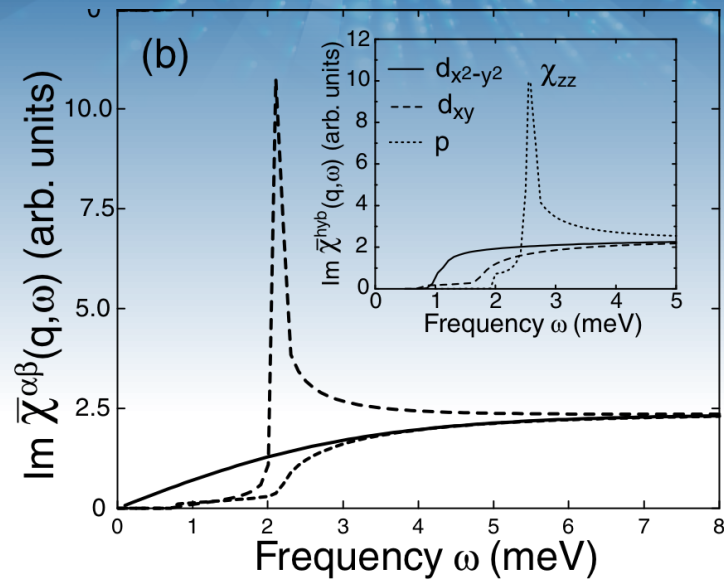 0
(b)
10.0
7.5
5.0
2.5
0
Im χ̅^αβ(q,ω) (arb. units)
0 1 2 3 4 5 6 7 8
Frequency ω (meV)
12
10
8
6
4
2
0
Im χ̅^hyb(q,ω) (arb. units)
d_x2-y2
d_xy
p
χ_zz
0 1 2 3 4 5
Frequency ω (meV)